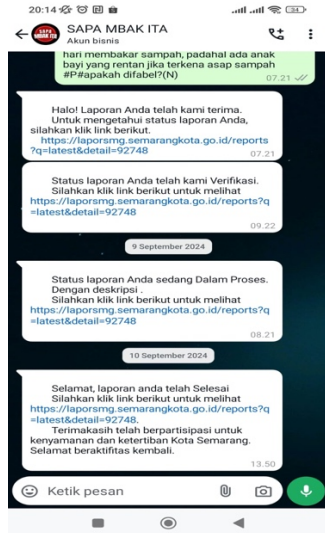 20:14
34
SAPA MBAK ITA
Akun bisnis
hari membakar sampah, padahal ada anak
bayi yang rentan jika terkena asap sampah
#P#apakah difabel?(N)
07.21
Halo! Laporan Anda telah kami terima.
Untuk mengetahui status laporan Anda,
silahkan klik link berikut.
https://laporsmg.semarangkota.go.id/reports
?q=latest&detail=92748
07.21
Status laporan Anda telah kami Verifikasi.
Silahkan klik link berikut untuk melihat
https://laporsmg.semarangkota.go.id/reports?q
=latest&detail=92748
09.22
9 September 2024
Status laporan Anda sedang Dalam Proses.
Dengan deskripsi .
Silahkan klik link berikut untuk melihat
https://laporsmg.semarangkota.go.id/reports?q
=latest&detail=92748
08.21
10 September 2024
Selamat, laporan anda telah Selesai
Silahkan klik link berikut untuk melihat
https://laporsmg.semarangkota.go.id/reports?q
=latest&detail=92748.
Terimakasih telah berpartisipasi untuk
kenyamanan dan ketertiban Kota Semarang.
Selamat beraktifitas kembali.
13.50
Ketik pesan